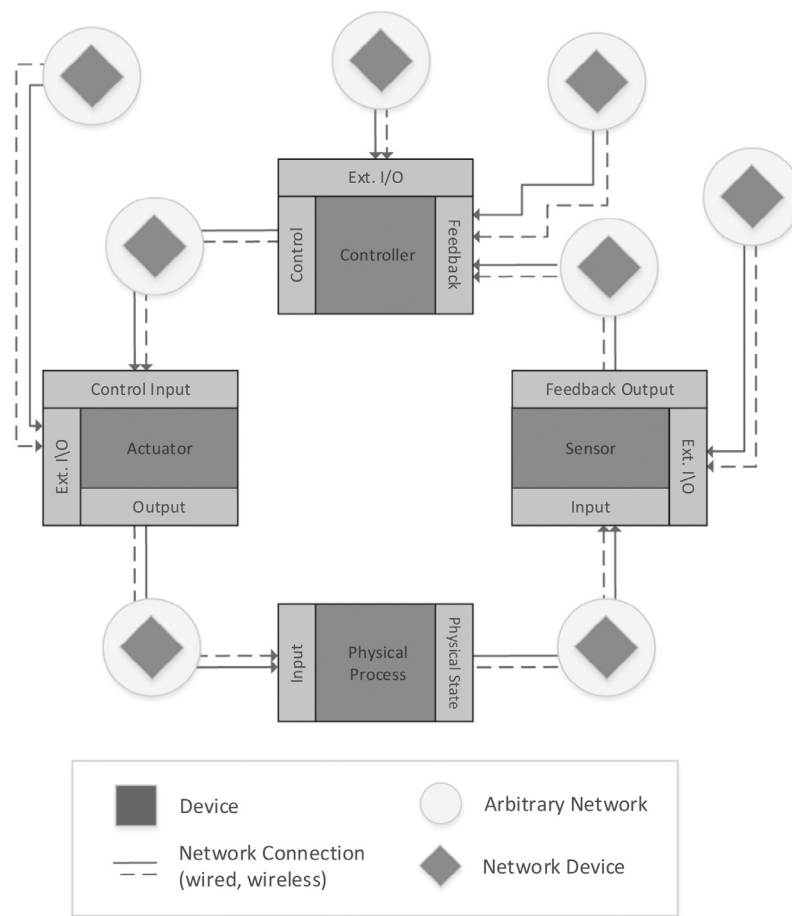 Ext. I/O
Control
Controller
Feedback
Control Input
Ext. I\O
Actuator
Output
Feedback Output
Sensor
Ext. I\O
Input
Input
Physical
Process
Physical State
Device
Arbitrary Network
Network Connection
(wired, wireless)
Network Device